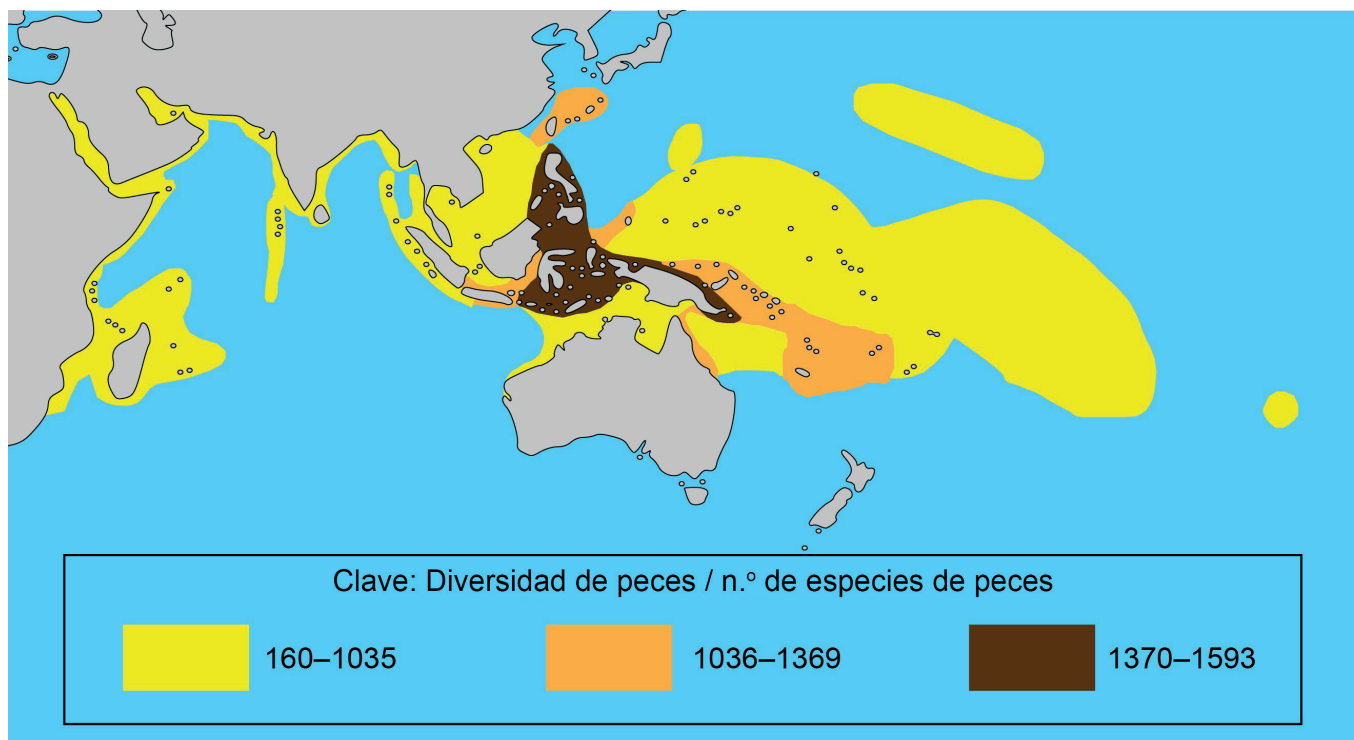 Clave: Diversidad de peces / n.º de especies de peces
160–1035
1036–1369
1370–1593